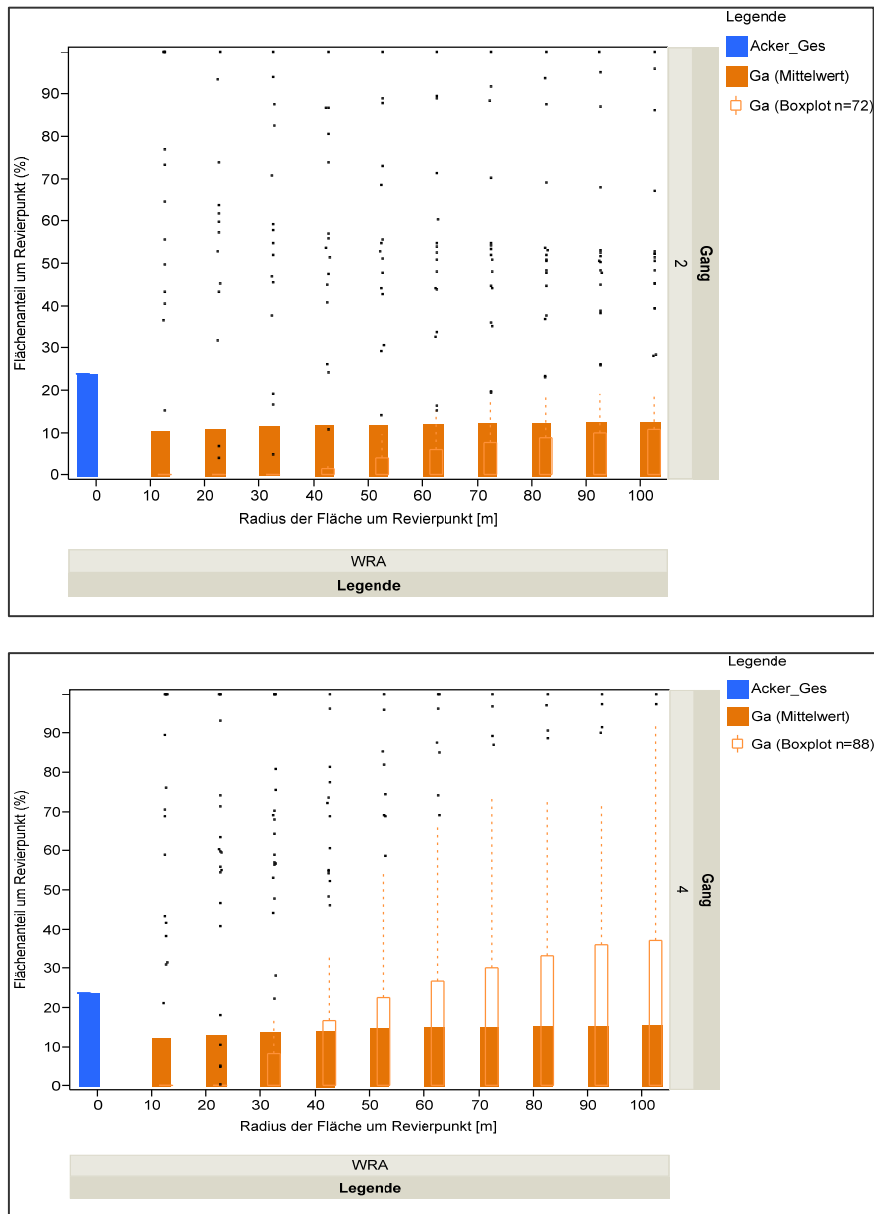 Legende
Acker_Ges
Ga (Mittelwert)
Ga (Boxplot n=72)
Flächenanteil um Revierpunkt (%)
90
80
70
60
50
40
30
20
10
0
2
Gang
0 10 20 30 40 50 60 70 80 90 100
Radius der Fläche um Revierpunkt [m]
WRA
Legende
Legende
Acker_Ges
Ga (Mittelwert)
Ga (Boxplot n=88)
Flächenanteil um Revierpunkt (%)
90
80
70
60
50
40
30
20
10
0
4
Gang
0 10 20 30 40 50 60 70 80 90 100
Radius der Fläche um Revierpunkt [m]
WRA
Legende